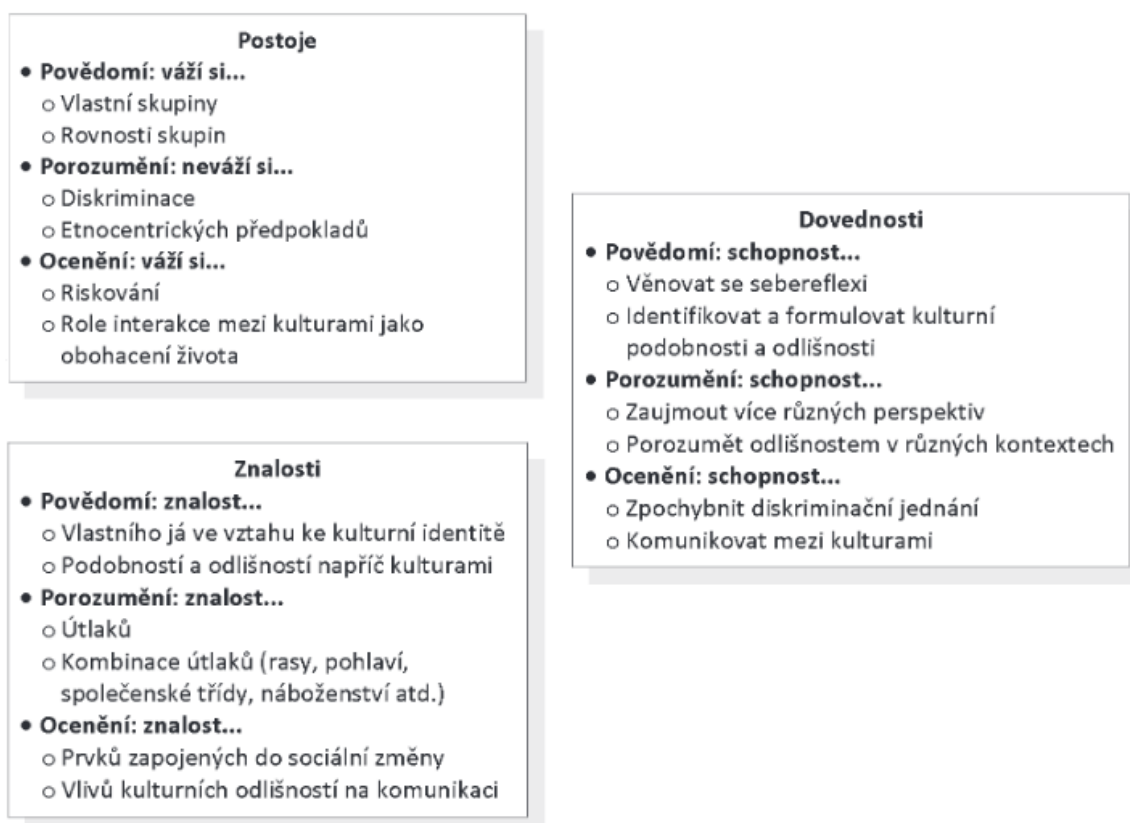 Postoje
• Povědomí: váží si...
o Vlastní skupiny
o Rovnosti skupin
• Porozumění: neváží si...
o Diskriminace
o Etnocentrických předpokladů
• Ocenění: váží si...
o Riskování
o Role interakce mezi kulturami jako
obohacení života
Znalosti
• Povědomí: znalost...
o Vlastního já ve vztahu ke kulturní identitě
o Podobností a odlišností napříč kulturami
• Porozumění: znalost...
o Útlaků
o Kombinace útlaků (rasy, pohlaví,
společenské třídy, náboženství atd.)
• Ocenění: znalost...
o Prvků zapojených do sociální změny
o Vlivů kulturních odlišností na komunikaci
Dovednosti
• Povědomí: schopnost...
o Věnovat se sebereflexi
o Identifikovat a formulovat kulturní
podobnosti a odlišnosti
• Porozumění: schopnost...
o Zaujmout více různých perspektiv
o Porozumět odlišnostem v různých kontextech
• Ocenění: schopnost...
o Zpochybnit diskriminační jednání
o Komunikovat mezi kulturami